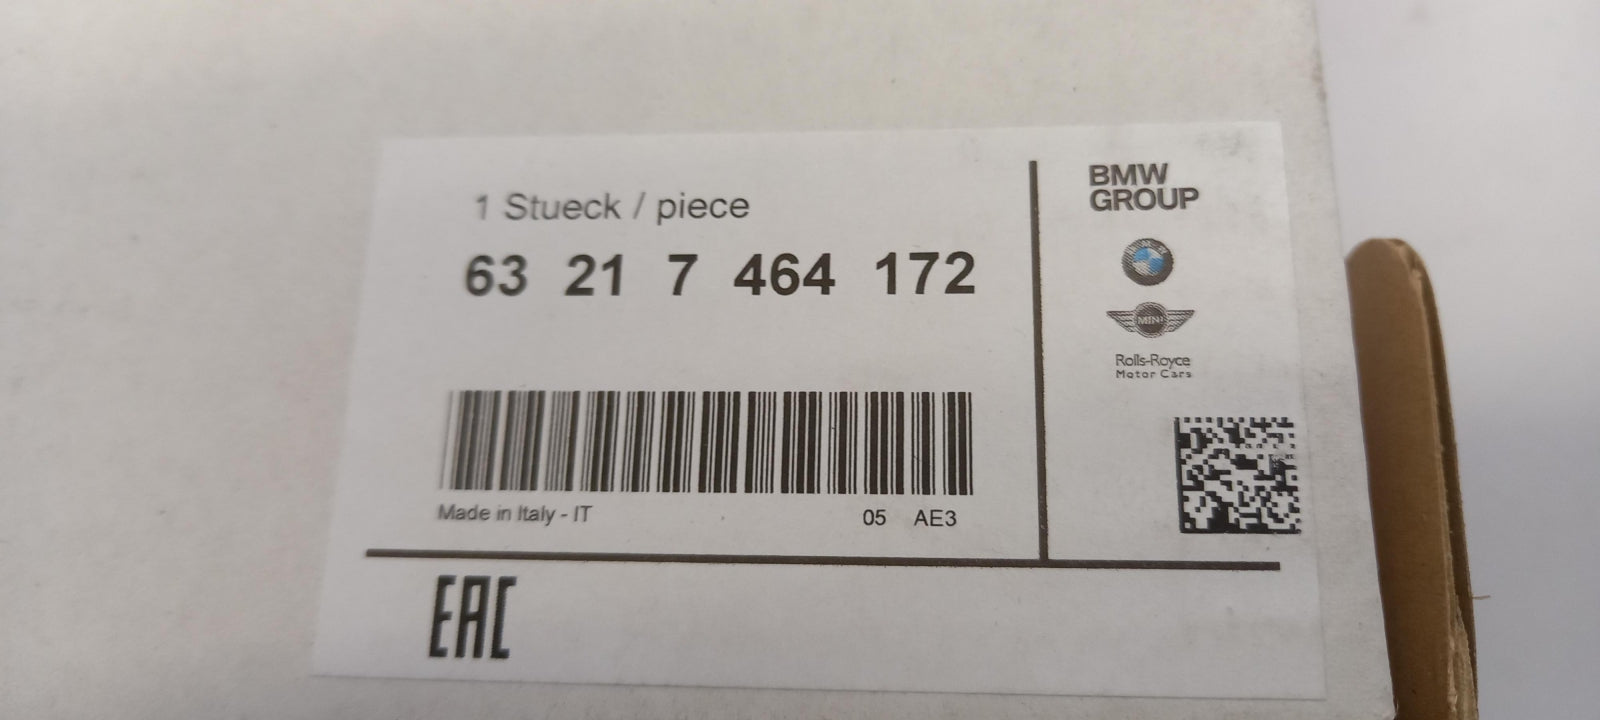 1 Stueck / piece
63 21 7 464 172
Made in Italy - IT
05 AE3
EAC
BMW
GROUP
MINI
Rolls-Royce
Motor Cars